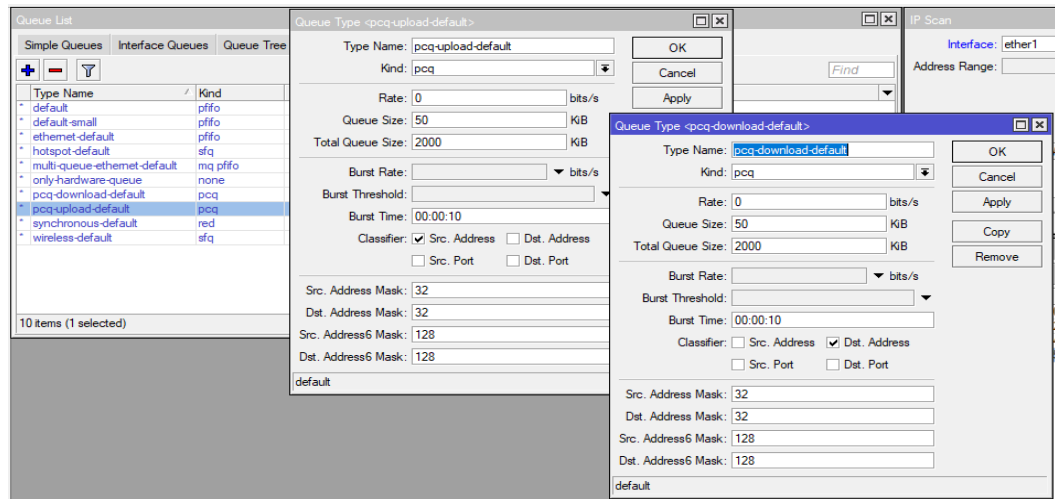 Queue List
Simple Queues Interface Queues Queue Tree
Find
Type Name / Kind
* default pfifo
* default-small pfifo
* ethernet-default pfifo
* hotspot-default sfq
* multi-queue-ethernet-default mq pfifo
* only-hardware-queue none
* pcq-download-default pcq
* pcq-upload-default pcq
* synchronous-default red
* wireless-default sfq
10 items (1 selected)
Queue Type <pcq-upload-default>
Type Name: pcq-upload-default
Kind: pcq
Rate: 0 bits/s
Queue Size: 50 KiB
Total Queue Size: 2000 KiB
Burst Rate: bits/s
Burst Threshold:
Burst Time: 00:00:10
Classifier: Src. Address Dst. Address
Src. Port Dst. Port
Src. Address Mask: 32
Dst. Address Mask: 32
Src. Address6 Mask: 128
Dst. Address6 Mask: 128
default
OK
Cancel
Apply
IP Scan
Interface: ether1
Address Range:
Queue Type <pcq-download-default>
Type Name: pcq-download-default
Kind: pcq
Rate: 0 bits/s
Queue Size: 50 KiB
Total Queue Size: 2000 KiB
Burst Rate: bits/s
Burst Threshold:
Burst Time: 00:00:10
Classifier: Src. Address Dst. Address
Src. Port Dst. Port
Src. Address Mask: 32
Dst. Address Mask: 32
Src. Address6 Mask: 128
Dst. Address6 Mask: 128
default
OK
Cancel
Apply
Copy
Remove